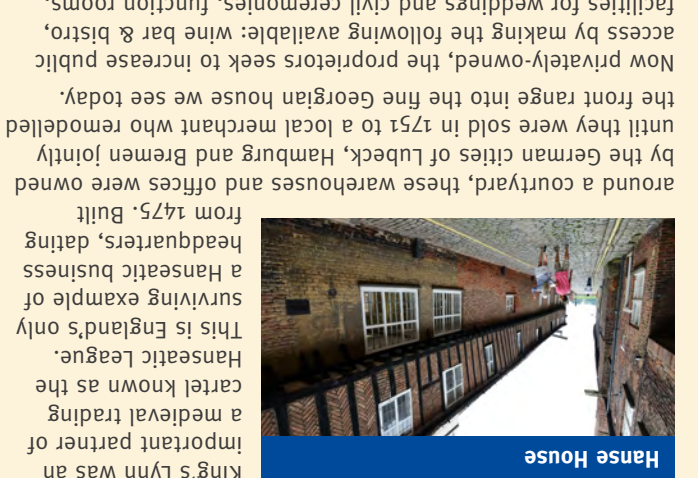 Hanse House
King's Lynn was an
important partner of
a medieval trading
cartel known as the
Hanseatic League.
This is England's only
surviving example of
a Hanseatic business
headquarters, dating
from 1475. Built
around a courtyard, these warehouses and offices were owned
by the German cities of Lubeck, Hamburg and Bremen jointly
until they were sold in 1751 to a local merchant who remodelled
the front range into the fine Georgian house we see today.
Now privately-owned, the proprietors seek to increase public
access by making the following available: wine bar & bistro,
facilities for weddings and civil ceremonies, function rooms,